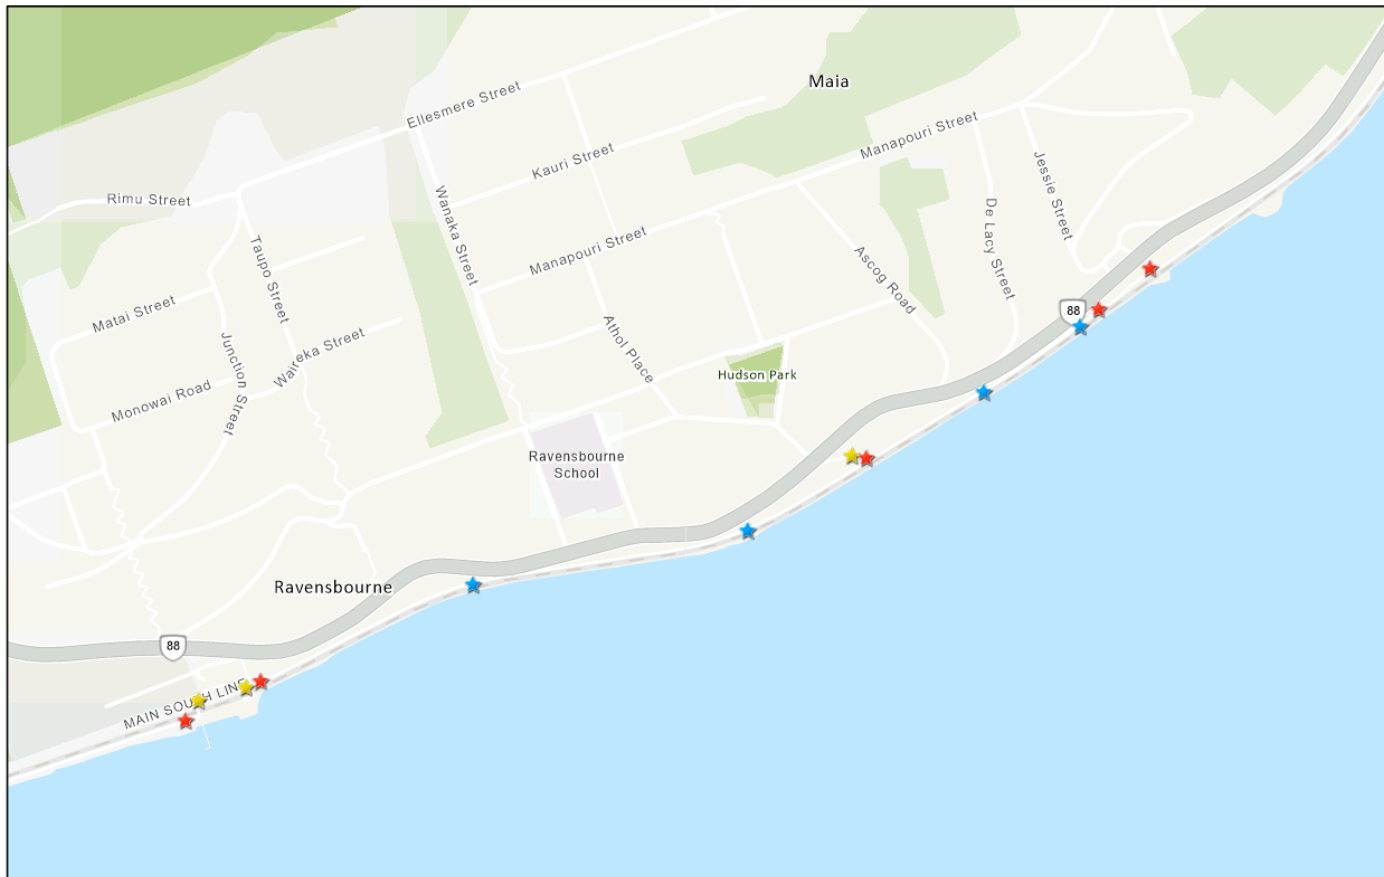 Maia
Ellesmere Street
Manapouri Street
Kauri Street
Jessie Street
Rimu Street
Wanaka Street
De Lacy Street
Manapouri Street
Taupo Street
Ascog Road
Matai Street
88
Junction Street
Waireka Street
Athol Place
Hudson Park
Monowai Road
Ravensbourne
School
Ravensbourne
88
MAIN SOUTH LINE